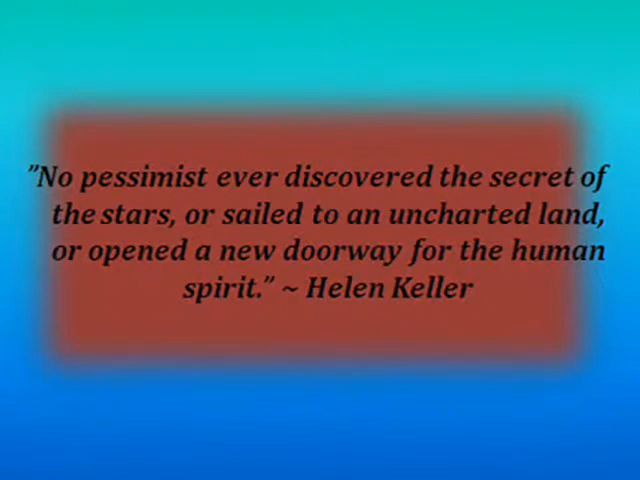 ”No pessimist ever discovered the secret of
the stars, or sailed to an uncharted land,
or opened a new doorway for the human
spirit.” ~ Helen Keller